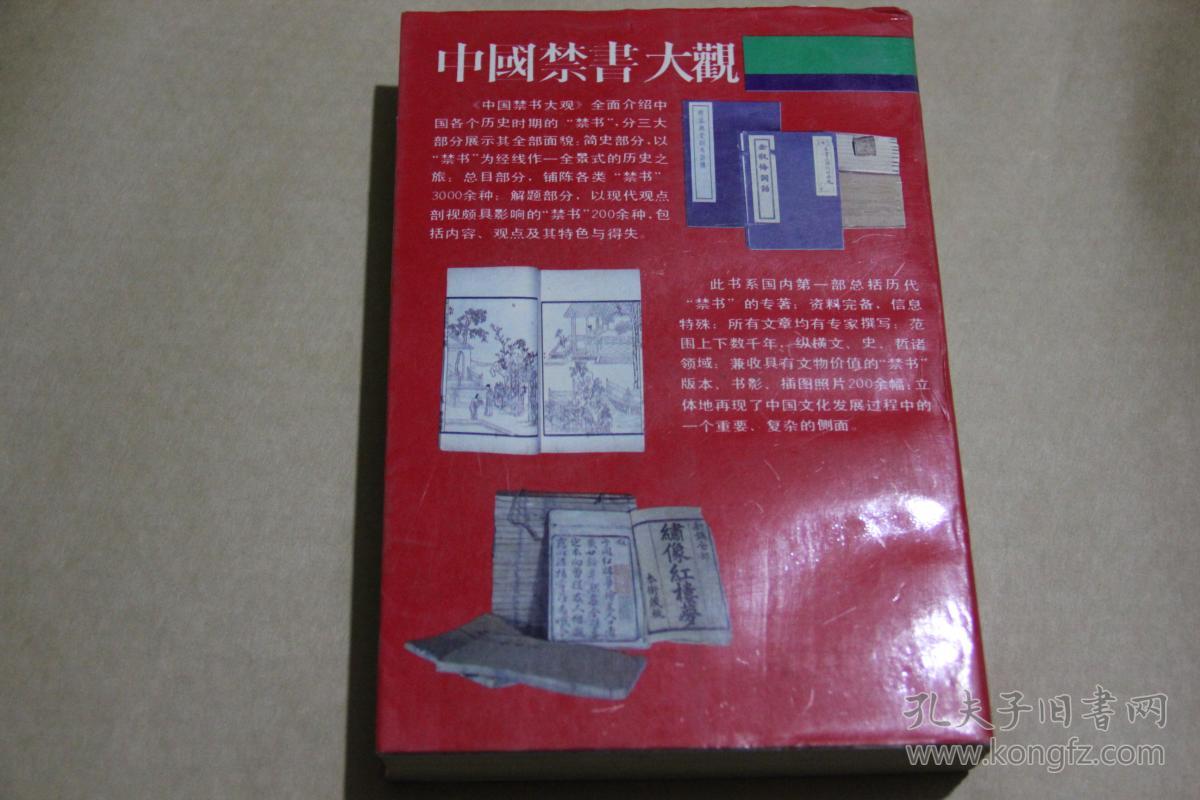 中國禁書大觀
《中国禁书大观》全面介绍中
国各个历史时期的“禁书”,分三大
部分展示其全部面貌:简史部分,以
“禁书”为经线作一全景式的历史之
旅;总目部分,铺陈各类“禁书”
3000余种;解题部分,以现代观点
剖视颇具影响的“禁书”200余种,包
括内容、观点及其特色与得失。
此书系国内第一部总括历代
“禁书”的专著;资料完备、信息
特殊;所有文章均有专家撰写;范
围上下数千年、纵横文、史、哲诸
领域;兼收具有文物价值的“禁书”
版本、书影、插图照片200余幅;立
体地再现了中国文化发展过程中的
一个重要、复杂的侧面。
金瓶梅詞話
繡像紅樓夢
孔夫子旧书网
www.kongfz.com